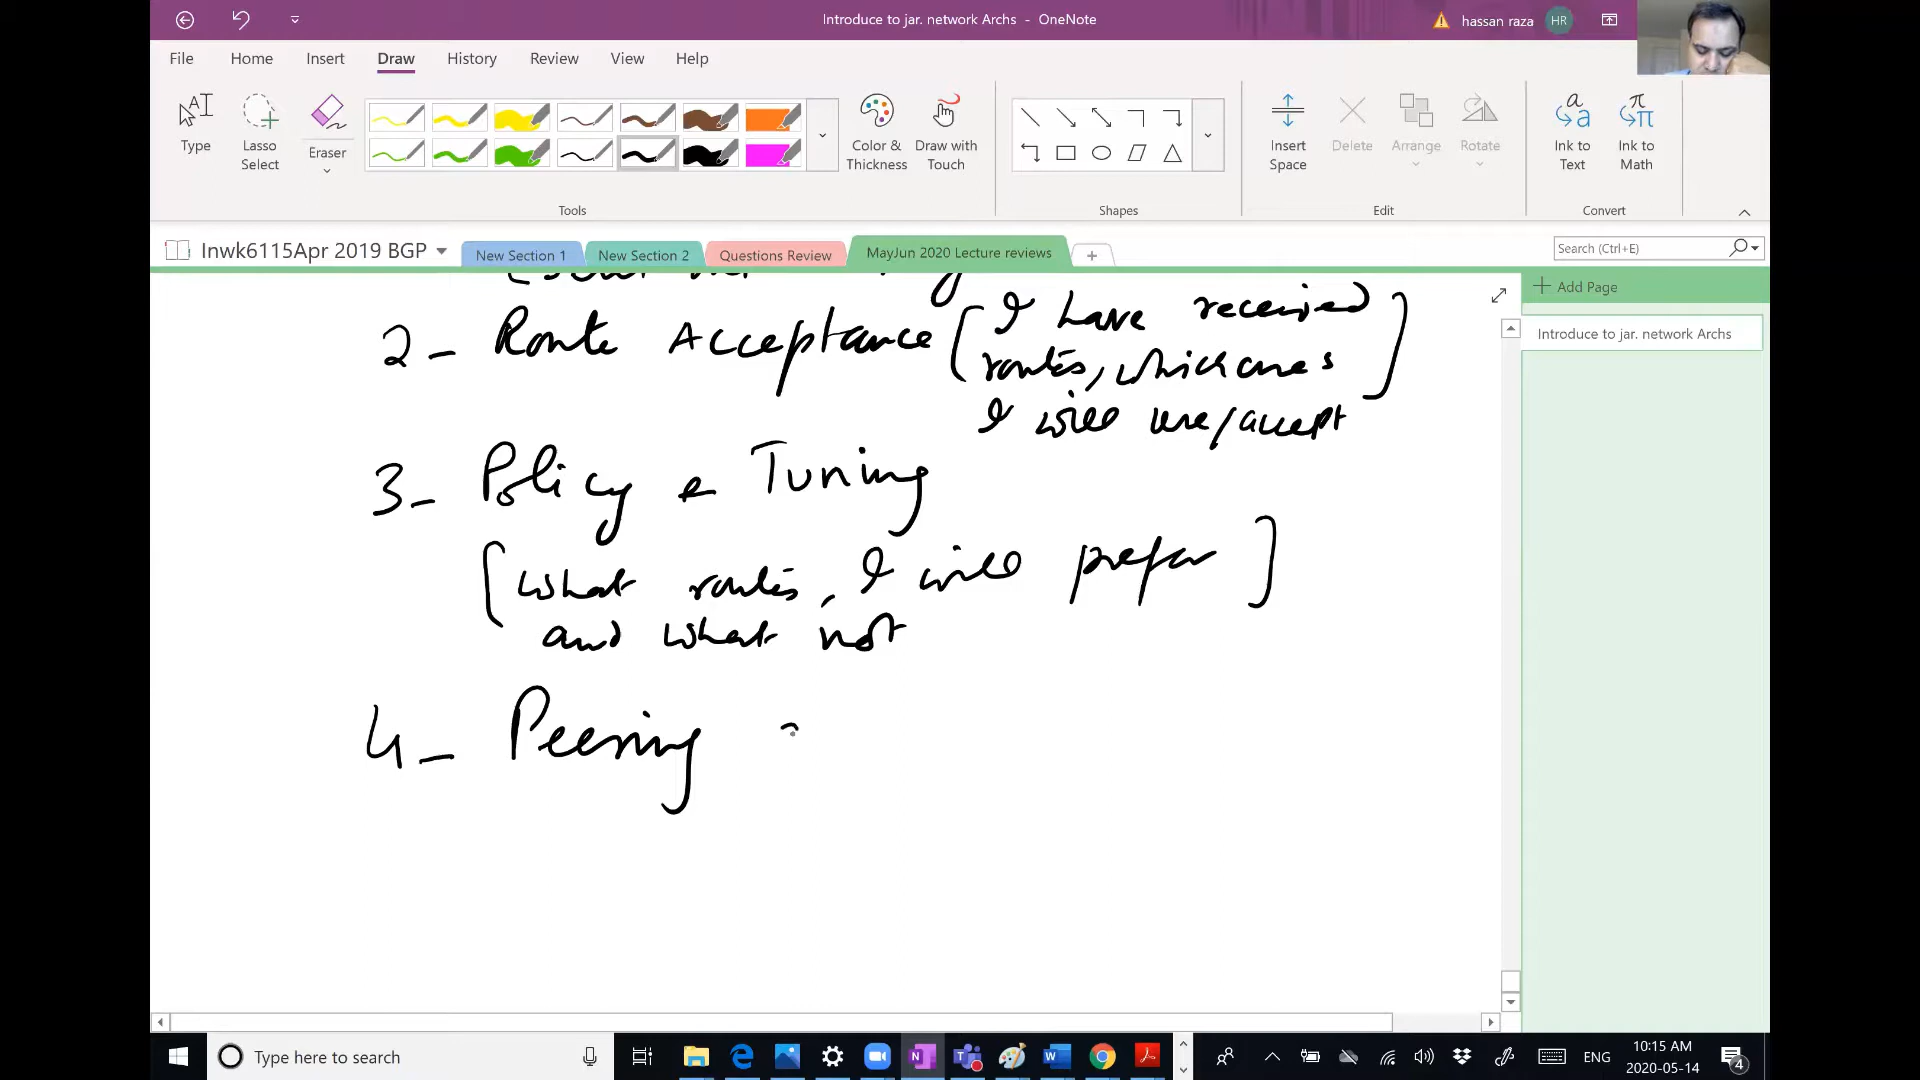 Introduce to jar. network Archs - OneNote
hassan raza HR
File Home Insert Draw History Review View Help
Type
Lasso Select
Eraser
Color & Thickness
Draw with Touch
Insert Space
Delete
Arrange
Rotate
Ink to Text
Ink to Math
Tools Shapes Edit Convert
Inwk6115Apr 2019 BGP
New Section 1
New Section 2
Questions Review
MayJun 2020 Lecture reviews
Search (Ctrl+E)
Add Page
Introduce to jar. network Archs
2- Route Acceptance [I have received
routes, which ones]
I will use/accept
3- Policy & Tuning
[What routes, I will prefer]
and what not
4- Peering
Type here to search
ENG
10:15 AM
2020-05-14
4